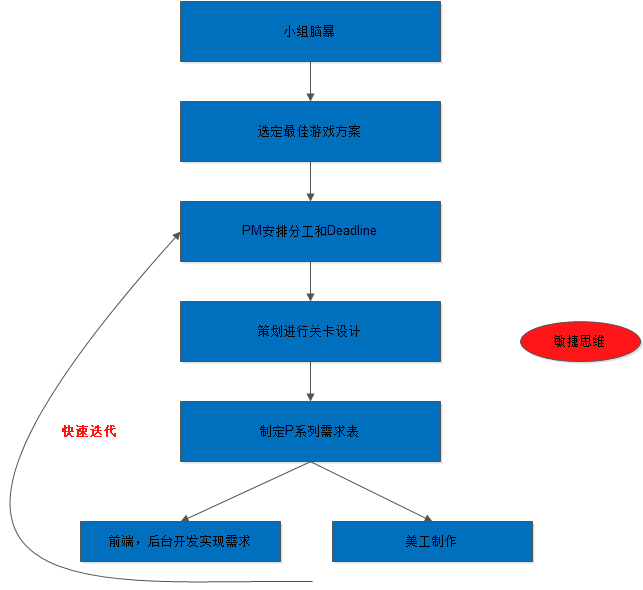 小组脑暴
选定最佳游戏方案
PM安排分工和Deadline
策划进行关卡设计
敏捷思维
快速迭代
制定P系列需求表
前端，后台开发实现需求
美工制作